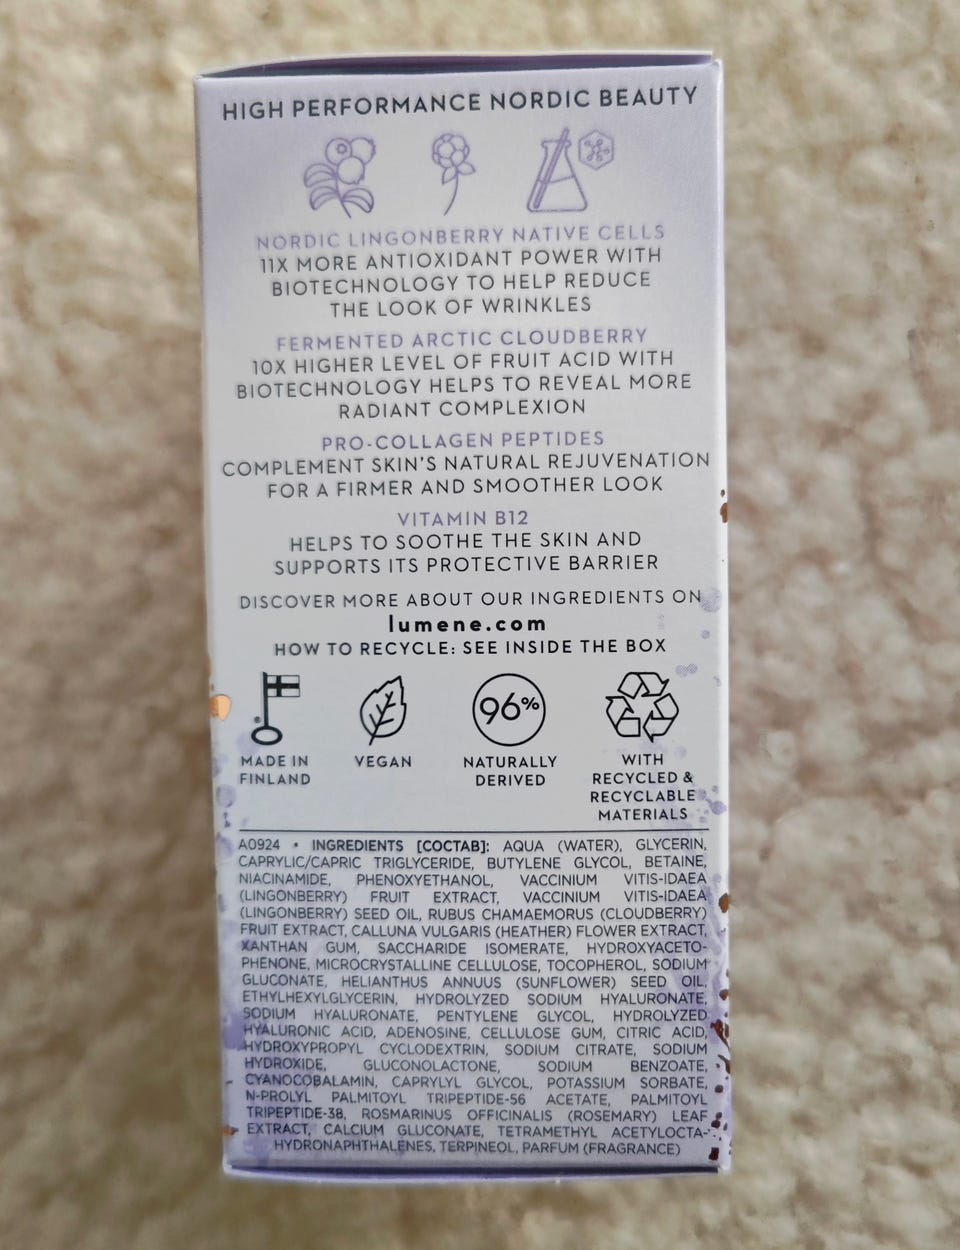 HIGH PERFORMANCE NORDIC BEAUTY
NORDIC LINGONBERRY NATIVE CELLS
11X MORE ANTIOXIDANT POWER WITH
BIOTECHNOLOGY TO HELP REDUCE
THE LOOK OF WRINKLES
FERMENTED ARCTIC CLOUDBERRY
10X HIGHER LEVEL OF FRUIT ACID WITH
BIOTECHNOLOGY HELPS TO REVEAL MORE
RADIANT COMPLEXION
PRO-COLLAGEN PEPTIDES
COMPLEMENT SKIN'S NATURAL REJUVENATION
FOR A FIRMER AND SMOOTHER LOOK
VITAMIN B12
HELPS TO SOOTHE THE SKIN AND
SUPPORTS ITS PROTECTIVE BARRIER
DISCOVER MORE ABOUT OUR INGREDIENTS ON
lumene.com
HOW TO RECYCLE: SEE INSIDE THE BOX
MADE IN
FINLAND
VEGAN
96%
NATURALLY
DERIVED
WITH
RECYCLED &
RECYCLABLE
MATERIALS
A0924 • INGREDIENTS [СОСТАВ]: AQUA (WATER), GLYCERIN,
CAPRYLIC/CAPRIC TRIGLYCERIDE, BUTYLENE GLYCOL, BETAINE,
NIACINAMIDE, PHENOXYETHANOL, VACCINIUM VITIS-IDAEA
(LINGONBERRY) FRUIT EXTRACT, VACCINIUM VITIS-IDAEA
(LINGONBERRY) SEED OIL, RUBUS CHAMAEMORUS (CLOUDBERRY)
FRUIT EXTRACT, CALLUNA VULGARIS (HEATHER) FLOWER EXTRACT,
XANTHAN GUM, SACCHARIDE ISOMERATE, HYDROXYACETO-
PHENONE, MICROCRYSTALLINE CELLULOSE, TOCOPHEROL, SODIUM
GLUCONATE, HELIANTHUS ANNUUS (SUNFLOWER) SEED OIL,
ETHYLHEXYLGLYCERIN, HYDROLYZED SODIUM HYALURONATE,
SODIUM HYALURONATE, PENTYLENE GLYCOL, HYDROLYZED
HYALURONIC ACID, ADENOSINE, CELLULOSE GUM, CITRIC ACID,
HYDROXYPROPYL CYCLODEXTRIN, SODIUM CITRATE, SODIUM
HYDROXIDE, GLUCONOLACTONE, SODIUM BENZOATE,
CYANOCOBALAMIN, CAPRYLYL GLYCOL, POTASSIUM SORBATE,
N-PROLYL PALMITOYL TRIPEPTIDE-56 ACETATE, PALMITOYL
TRIPEPTIDE-38, ROSMARINUS OFFICINALIS (ROSEMARY) LEAF
EXTRACT, CALCIUM GLUCONATE, TETRAMETHYL ACETYLOCTA-
HYDRONAPHTHALENES, TERPINEOL, PARFUM (FRAGRANCE)